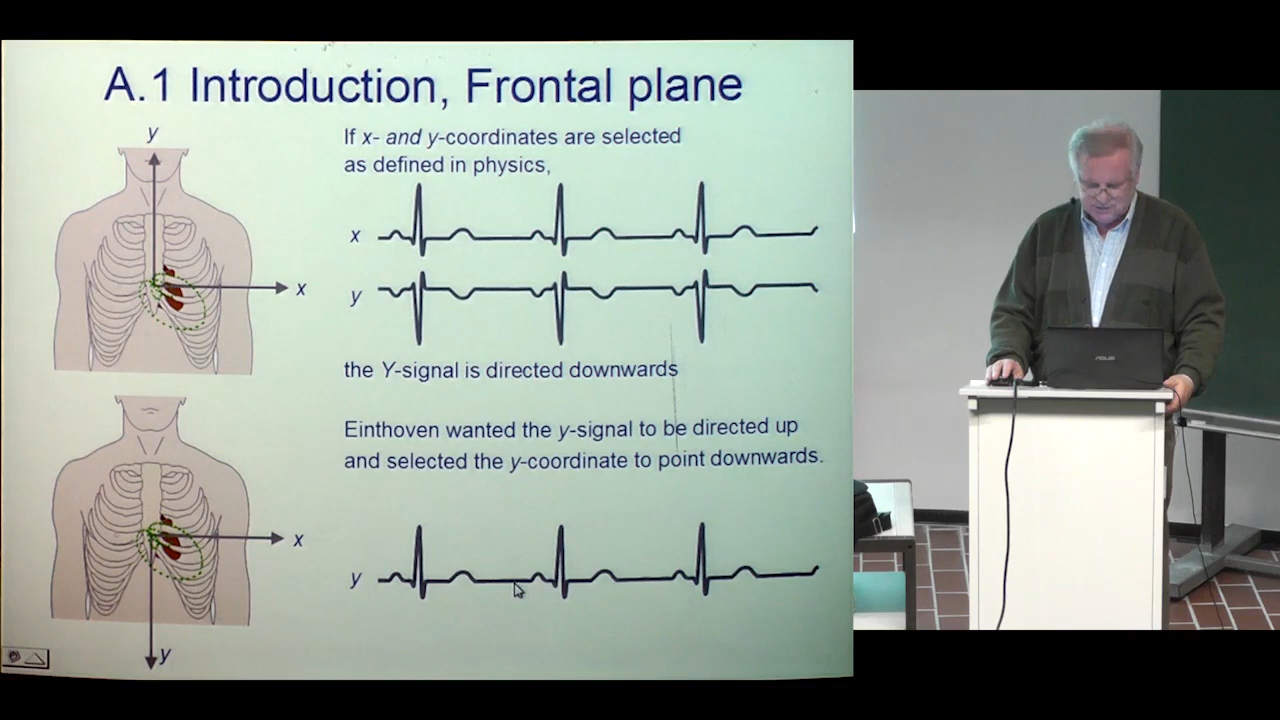 A.1 Introduction, Frontal plane
y
x
If x- and y-coordinates are selected
as defined in physics,
x
y
the Y-signal is directed downwards
Einthoven wanted the y-signal to be directed up
and selected the y-coordinate to point downwards.
x
y
y
ASUS